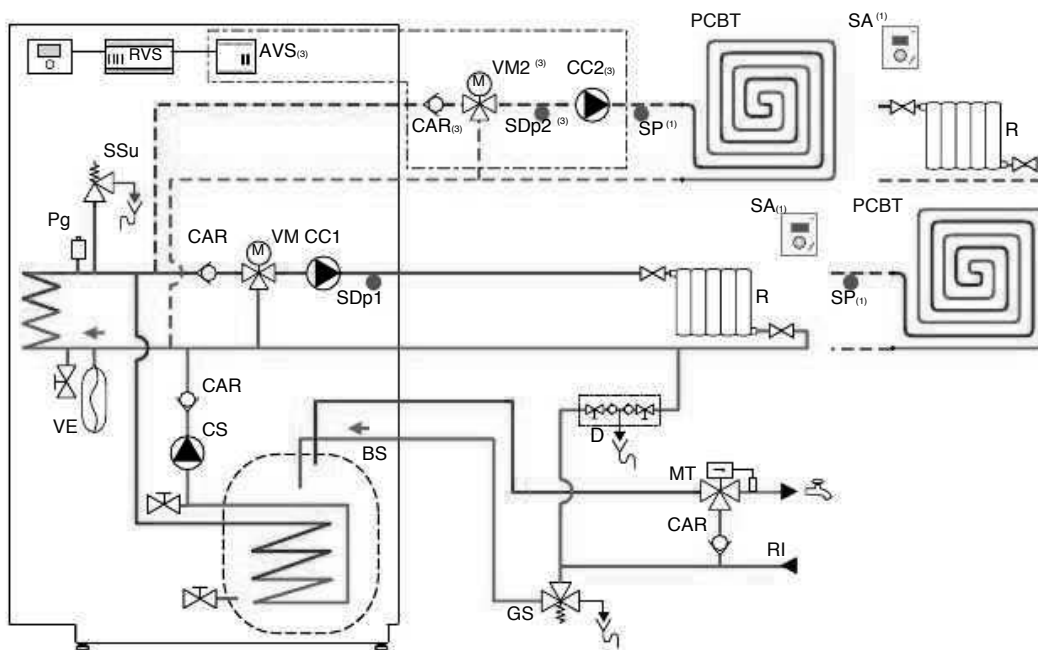 PCBT
SA (1)
RVS
AVS(3)
VM2 (3)
CC2(3)
M
CAR(3)
SDp2 (3)
SP(1)
R
SSu
Pg
CAR
VM CC1
M
SDp1
SA(1)
PCBT
R
SP(1)
VE
CAR
CS
BS
D
MT
CAR
RI
GS